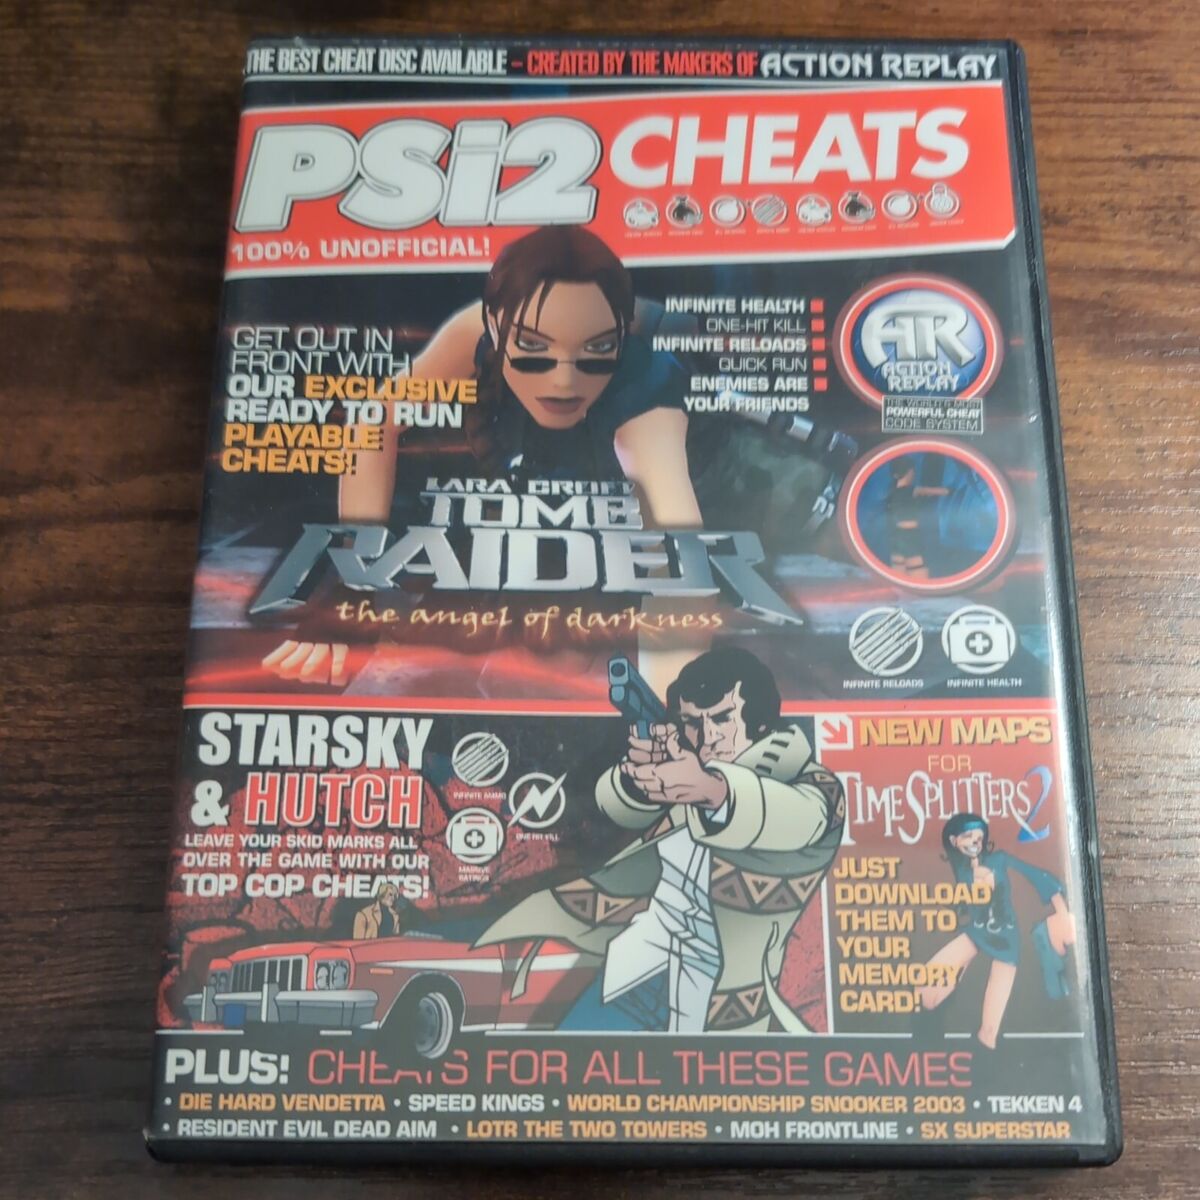 THE BEST CHEAT DISC AVAILABLE - CREATED BY THE MAKERS OF ACTION REPLAY
PSi2 CHEATS
100% UNOFFICIAL!
GET OUT IN
FRONT WITH
OUR EXCLUSIVE
READY TO RUN
PLAYABLE
CHEATS!
INFINITE HEALTH
ONE-HIT KILL
INFINITE RELOADS
QUICK RUN
ENEMIES ARE
YOUR FRIENDS
AR
ACTION
REPLAY
THE WORLD'S MOST
POWERFUL CHEAT
CODE SYSTEM
LARA CROFT
TOMB
RAIDER
the angel of darkness
INFINITE RELOADS
INFINITE HEALTH
STARSKY
& HUTCH
LEAVE YOUR SKID MARKS ALL
OVER THE GAME WITH OUR
TOP COP CHEATS!
INFINITE AMMO
ONE HIT KILL
MASSIVE
RATINGS
NEW MAPS
FOR
TIMESPLITTERS 2
JUST
DOWNLOAD
THEM TO
YOUR
MEMORY
CARD!
PLUS! CHEATS FOR ALL THESE GAMES
• DIE HARD VENDETTA • SPEED KINGS • WORLD CHAMPIONSHIP SNOOKER 2003 • TEKKEN 4
• RESIDENT EVIL DEAD AIM • LOTR THE TWO TOWERS • MOH FRONTLINE • SX SUPERSTAR